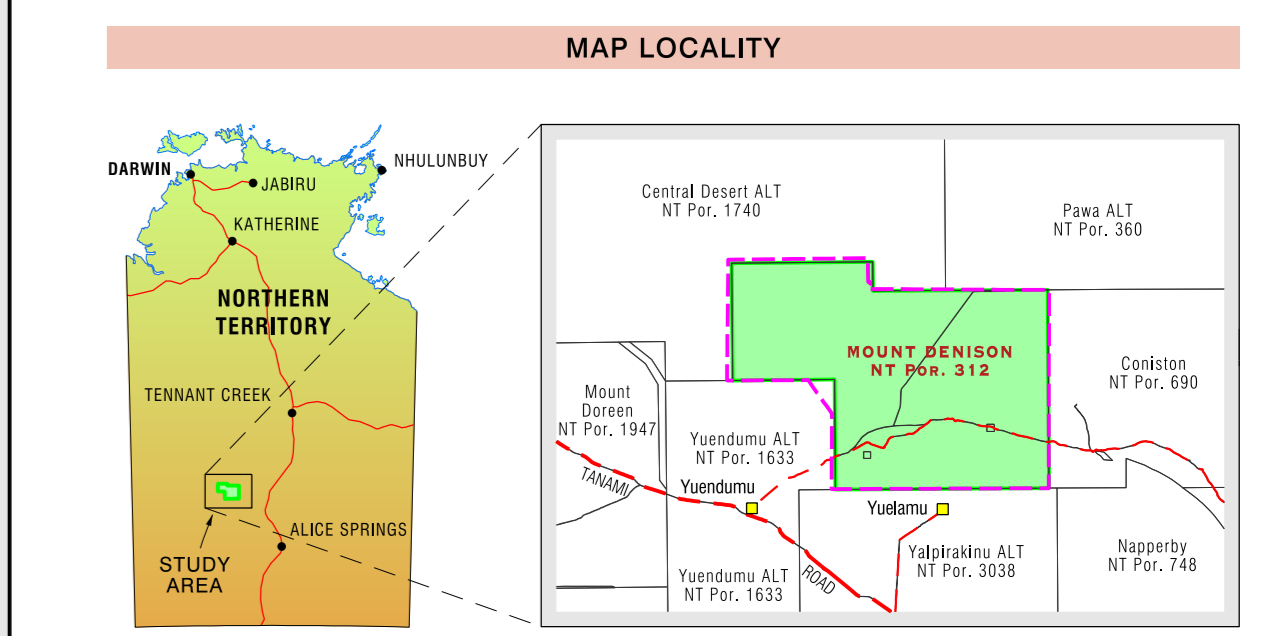 MAP LOCALITY
DARWIN
NHULUNBUY
JABIRU
KATHERINE
NORTHERN
TERRITORY
TENNANT CREEK
ALICE SPRINGS
STUDY
AREA
Central Desert ALT
NT Por. 1740
Pawa ALT
NT Por. 360
MOUNT DENISON
NT POR. 312
Coniston
NT Por. 690
Mount
Doreen
NT Por. 1947
Yuendumu ALT
NT Por. 1633
TANAMI
Yuendumu
Yuelamu
ROAD
Yuendumu ALT
NT Por. 1633
Yalpirakinu ALT
NT Por. 3038
Napperby
NT Por. 748